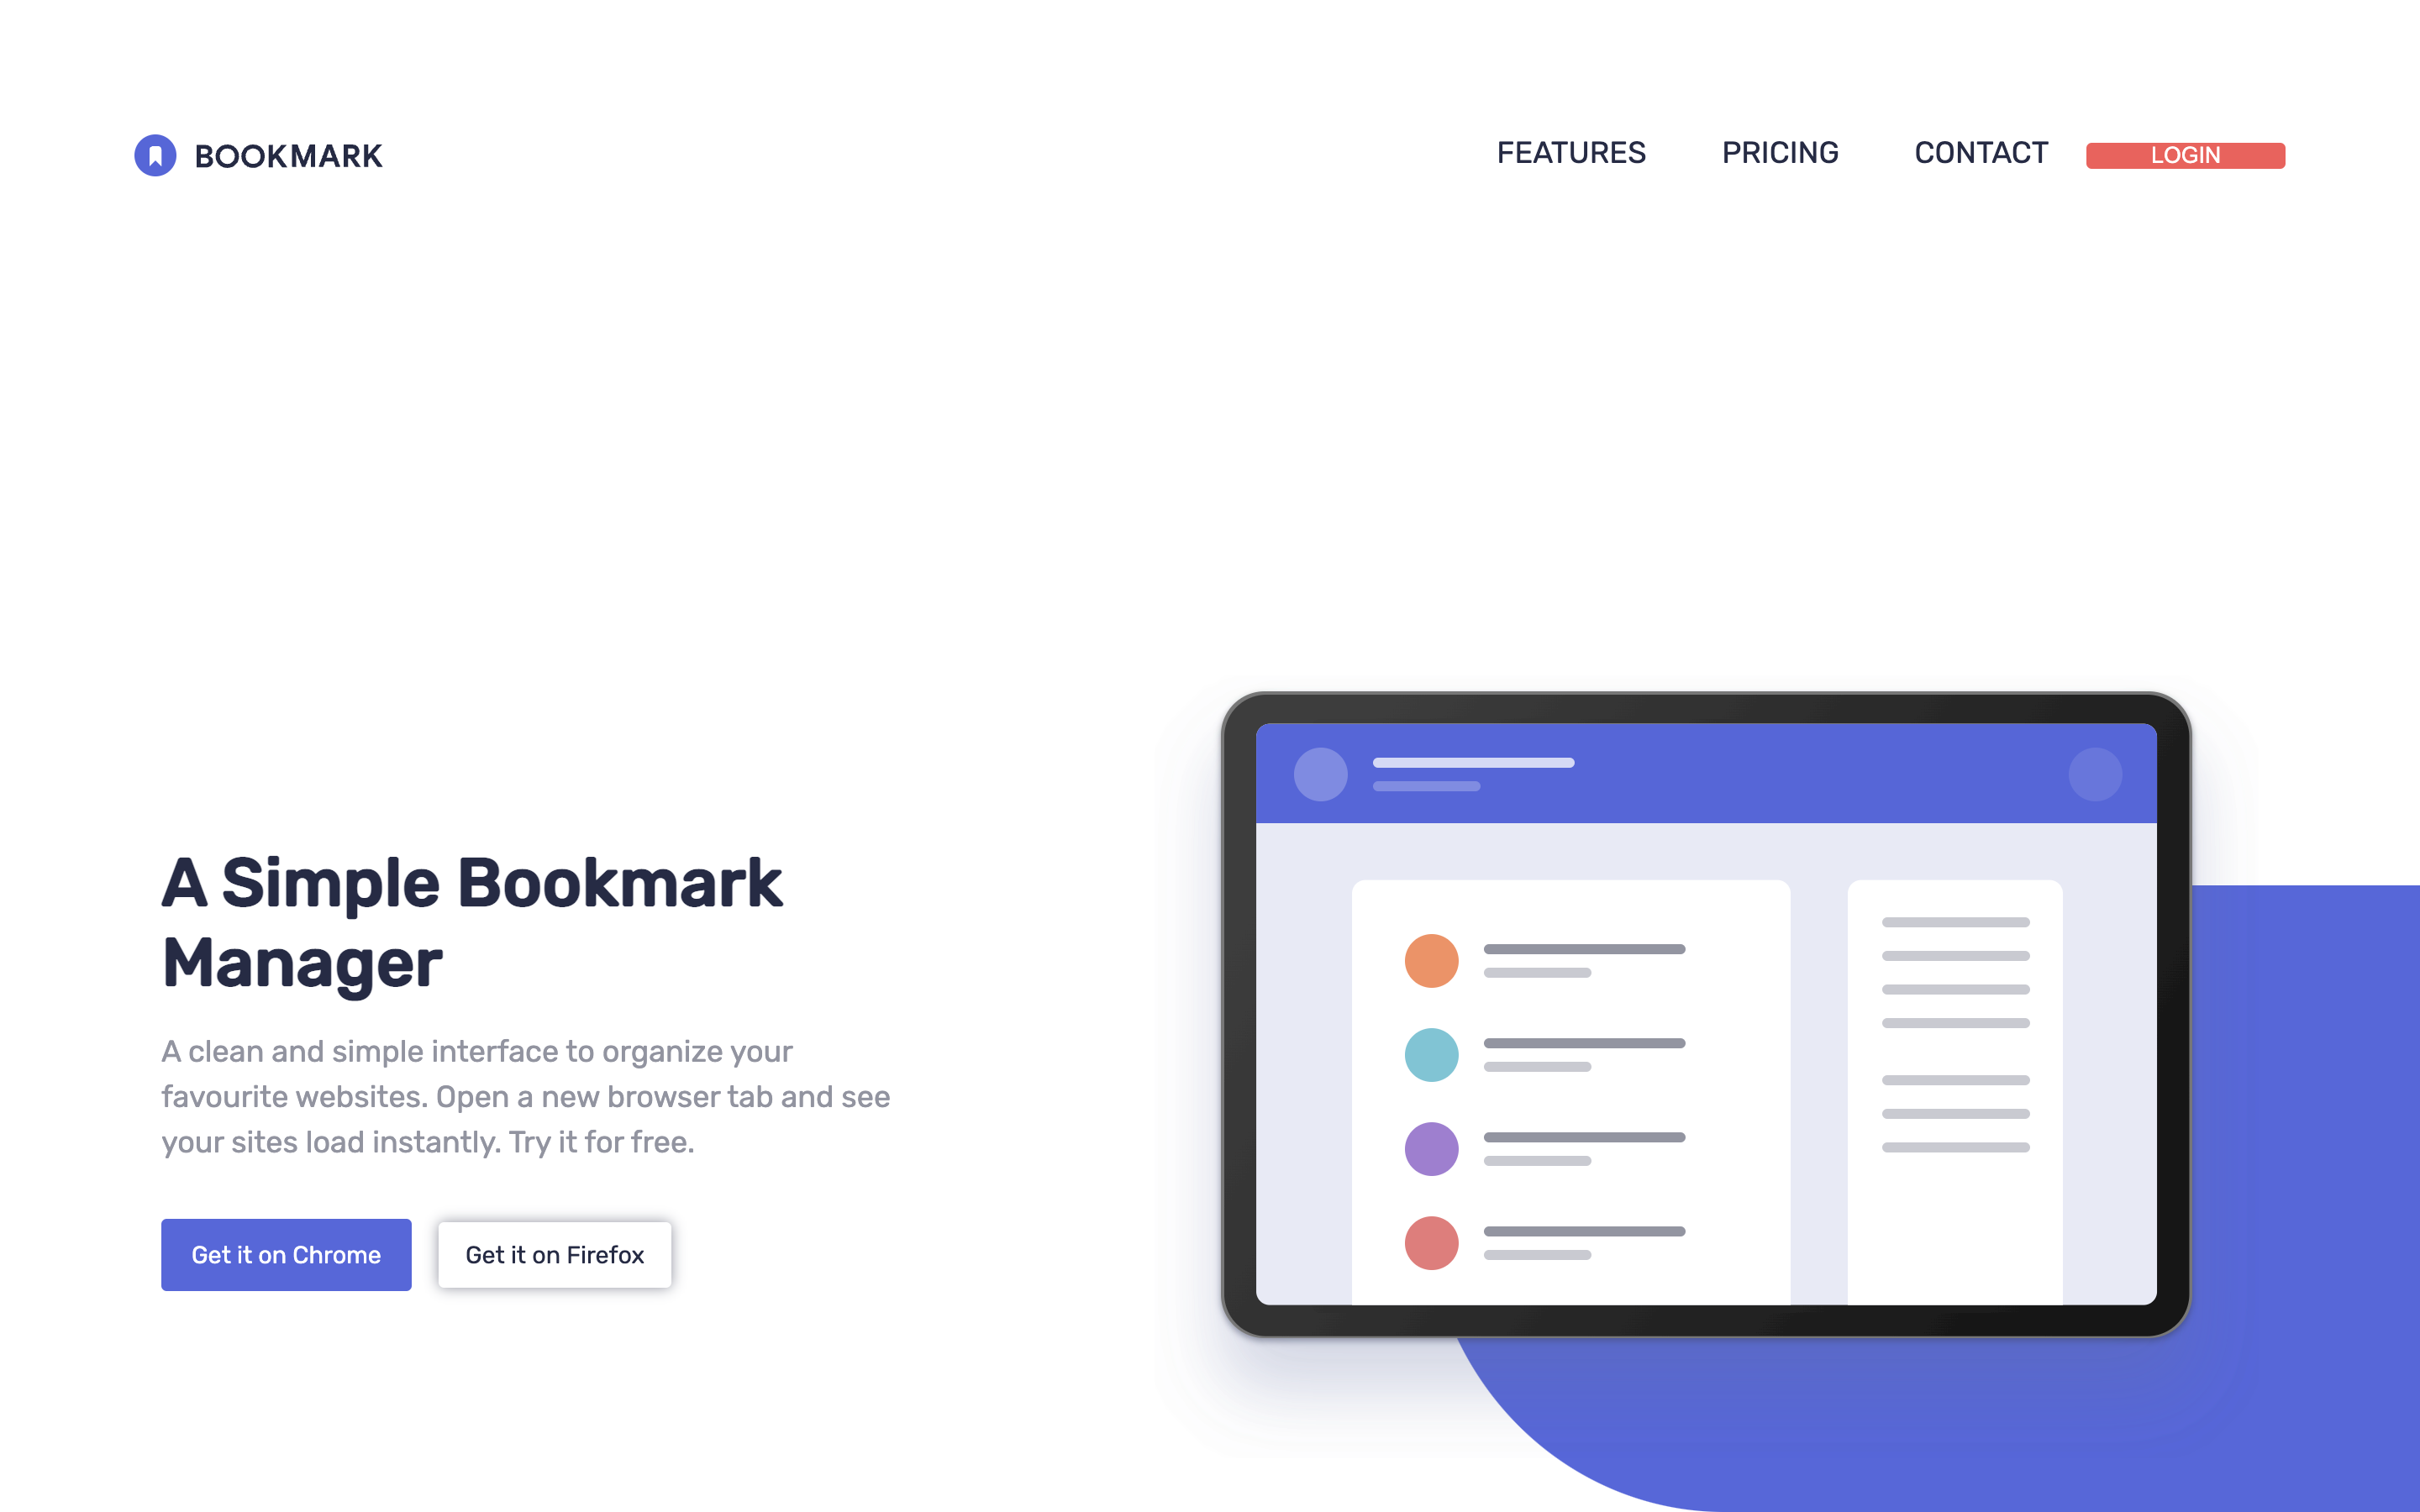 BOOKMARK
FEATURES PRICING CONTACT LOGIN
A Simple Bookmark
Manager
A clean and simple interface to organize your
favourite websites. Open a new browser tab and see
your sites load instantly. Try it for free.
Get it on Chrome Get it on Firefox